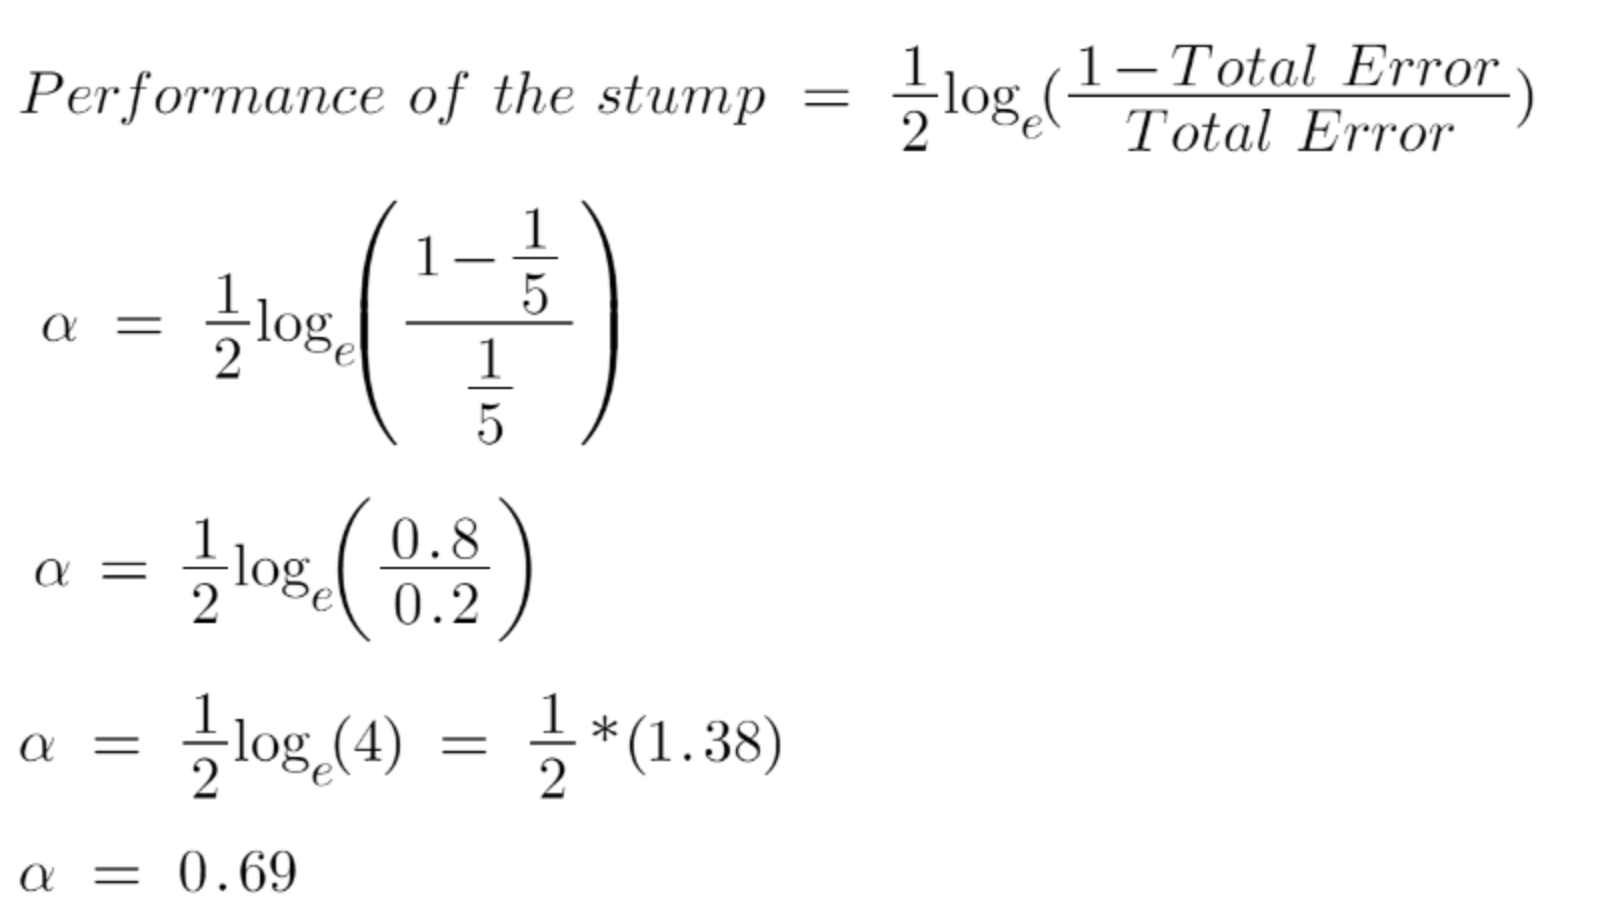 Performance of the stump = 1/2 log_e(1 − Total Error / Total Error)
α = 1/2 log_e((1 − 1/5) / (1/5))
α = 1/2 log_e(0.8/0.2)
α = 1/2 log_e(4) = 1/2 *(1.38)
α = 0.69